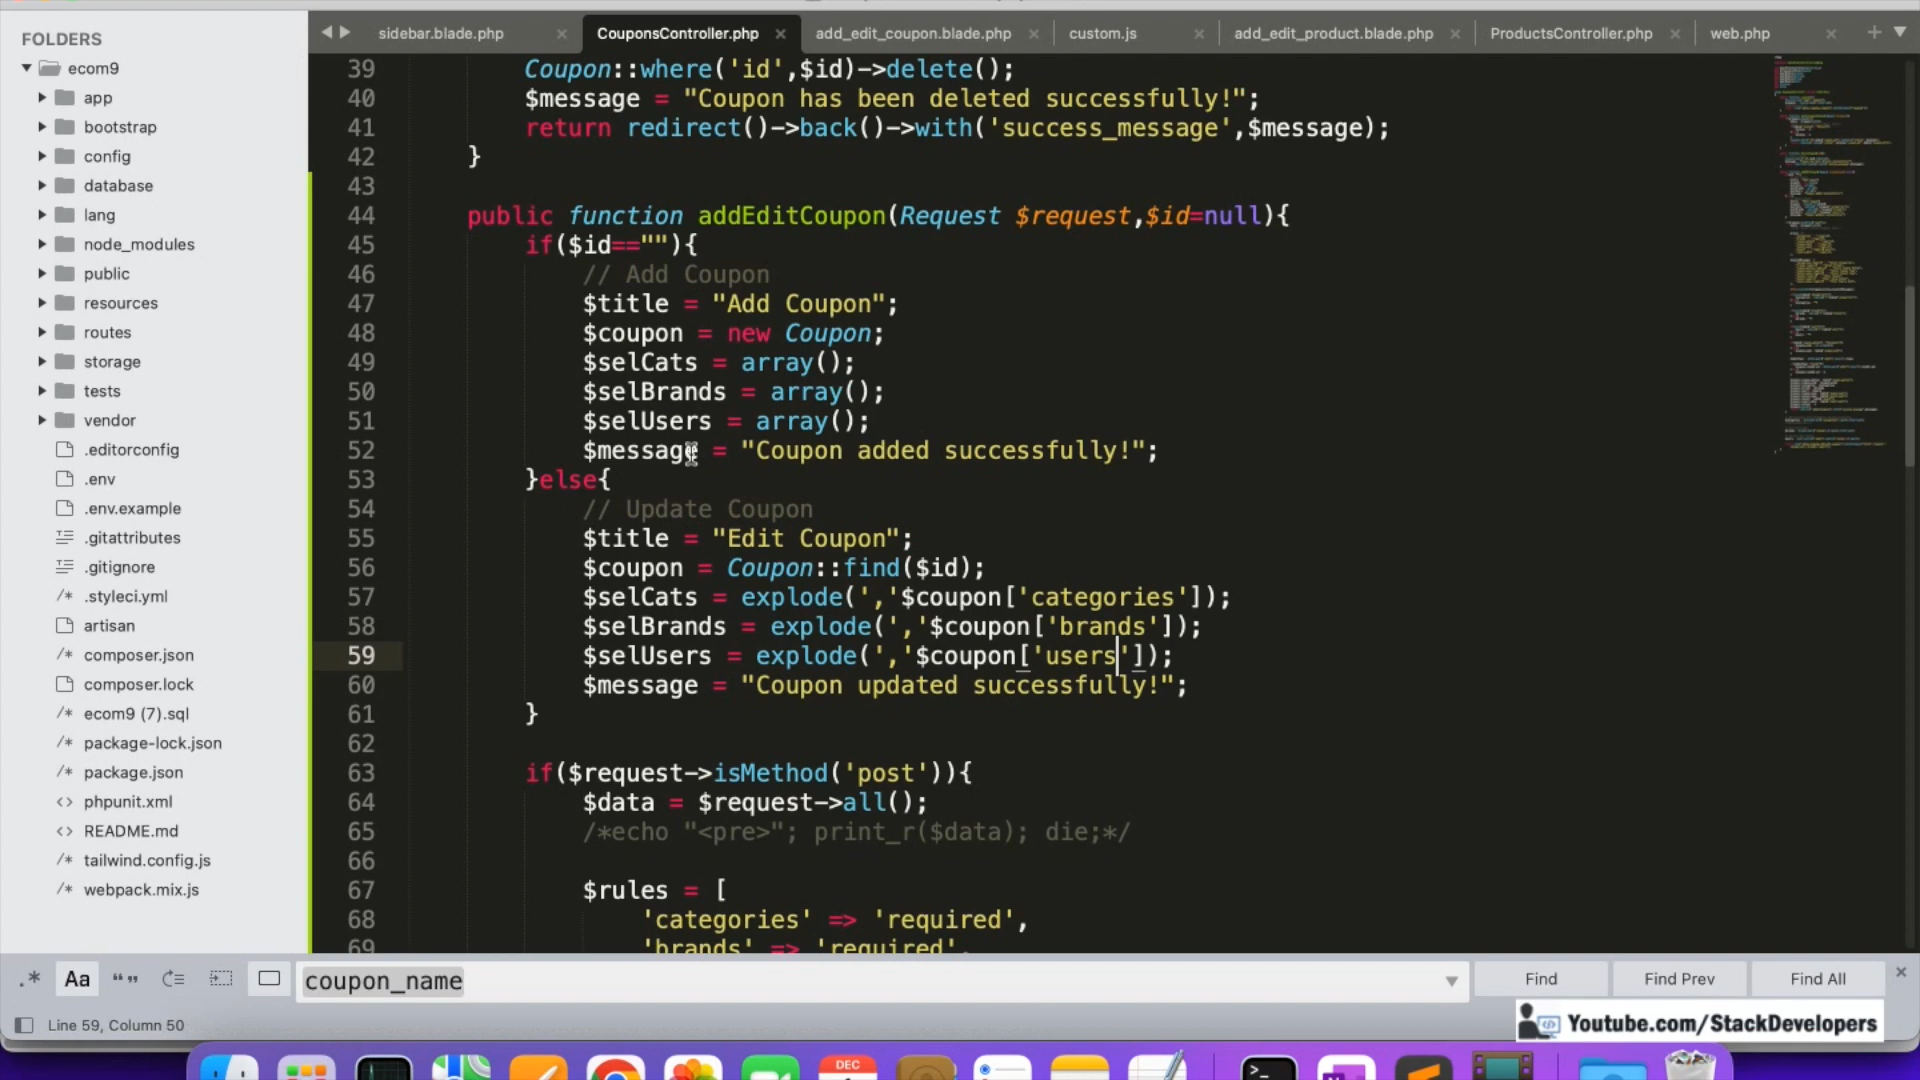 FOLDERS
ecom9
app
bootstrap
config
database
lang
node_modules
public
resources
routes
storage
tests
vendor
.editorconfig
.env
.env.example
.gitattributes
.gitignore
.styleci.yml
artisan
composer.json
composer.lock
ecom9 (7).sql
package-lock.json
package.json
phpunit.xml
README.md
tailwind.config.js
webpack.mix.js
sidebar.blade.php × CouponsController.php × add_edit_coupon.blade.php × custom.js × add_edit_product.blade.php × ProductsController.php × web.php ×
39 Coupon::where('id',$id)->delete();
40 $message = "Coupon has been deleted successfully!";
41 return redirect()->back()->with('success_message',$message);
42 }
43
44 public function addEditCoupon(Request $request,$id=null){
45 if($id==""){
46 // Add Coupon
47 $title = "Add Coupon";
48 $coupon = new Coupon;
49 $selCats = array();
50 $selBrands = array();
51 $selUsers = array();
52 $message = "Coupon added successfully!";
53 }else{
54 // Update Coupon
55 $title = "Edit Coupon";
56 $coupon = Coupon::find($id);
57 $selCats = explode(','$coupon['categories']);
58 $selBrands = explode(','$coupon['brands']);
59 $selUsers = explode(','$coupon['users']);
60 $message = "Coupon updated successfully!";
61 }
62
63 if($request->isMethod('post')){
64 $data = $request->all();
65 /*echo "<pre>"; print_r($data); die;*/
66
67 $rules = [
68 'categories' => 'required',
69 'brands' => 'required',
.* Aa “” coupon_name Find Find Prev Find All ×
Line 59, Column 50
Youtube.com/StackDevelopers
DEC